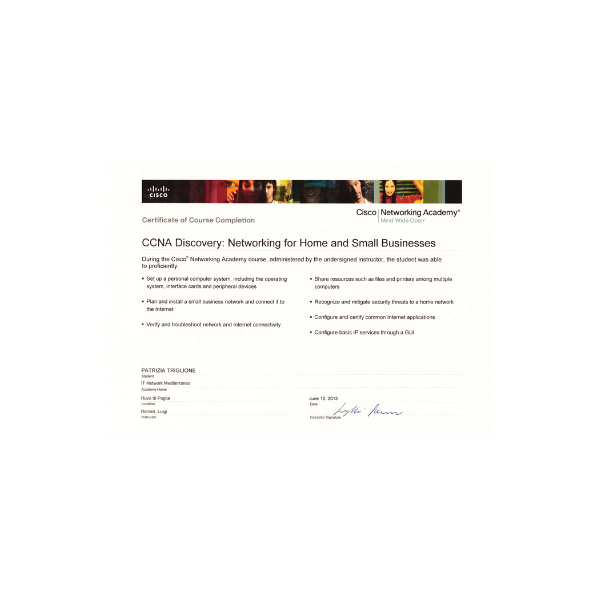 CISCO
Cisco Networking Academy®
Mind Wide Open™
Certificate of Course Completion
CCNA Discovery: Networking for Home and Small Businesses
During the Cisco® Networking Academy course, administered by the undersigned instructor, the student was able
to proficiently:
• Set up a personal computer system, including the operating
system, interface cards and peripheral devices
• Plan and install a small business network and connect it to
the Internet
• Verify and troubleshoot network and Internet connectivity
• Share resources such as files and printers among multiple
computers
• Recognize and mitigate security threats to a home network
• Configure and certify common Internet applications
• Configure basic IP services through a GUI
PATRIZIA TRIGLIONE
Student
IT Network Mediterraneo
Academy Name
Ruvo di Puglia
Location
Luigi
Instructor
June 12, 2013
Date
Instructor Signature